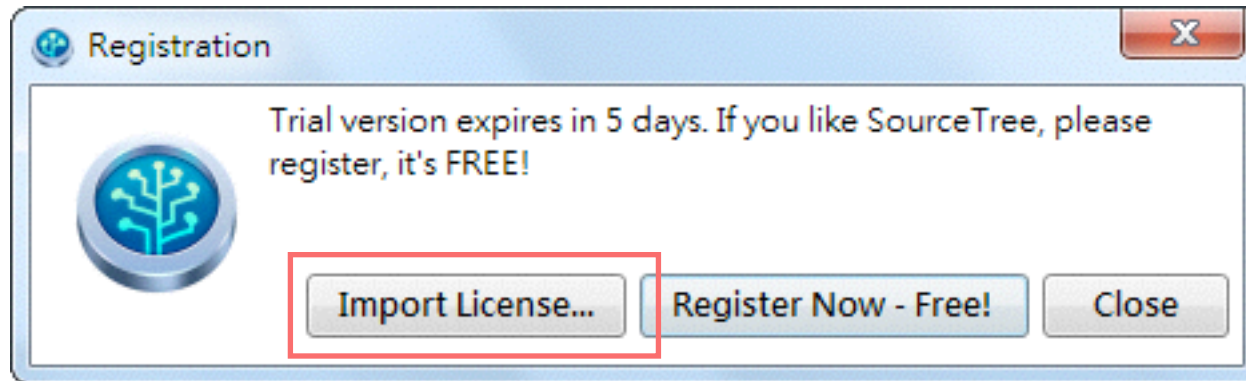 Registration
Trial version expires in 5 days. If you like SourceTree, please
register, it's FREE!
Import License... Register Now - Free! Close